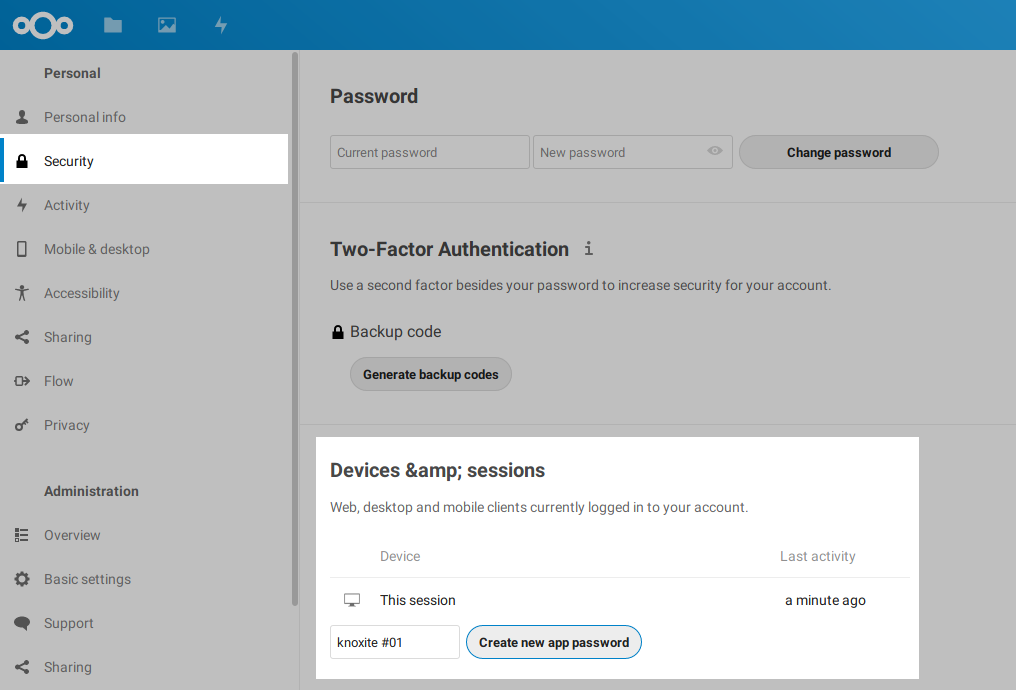 Personal
Personal info
Security
Activity
Mobile & desktop
Accessibility
Sharing
Flow
Privacy
Administration
Overview
Basic settings
Support
Sharing
Password
Current password New password Change password
Two-Factor Authentication i
Use a second factor besides your password to increase security for your account.
Backup code
Generate backup codes
Devices &amp; sessions
Web, desktop and mobile clients currently logged in to your account.
Device Last activity
This session a minute ago
knoxite #01 Create new app password